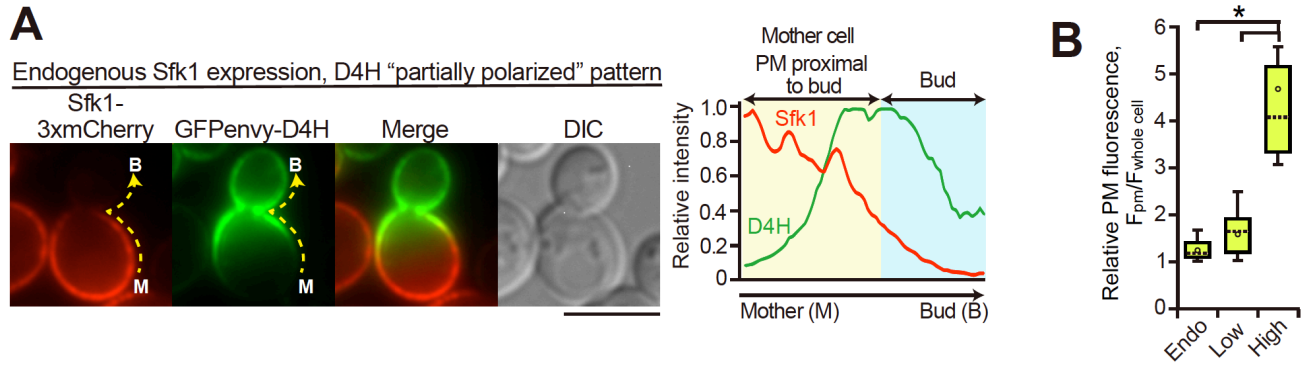 A
Endogenous Sfk1 expression, D4H “partially polarized” pattern
Sfk1-
3xmCherry
GFPenvy-D4H
Merge
DIC
B
M
B
M
Mother cell
PM proximal
to bud
Bud
Relative intensity
1.0
0.8
0.6
0.4
0.2
0
Sfk1
D4H
Mother (M)
Bud (B)
B
Relative PM fluorescence,
Fpm/Fwhole cell
6
5
4
3
2
1
0
*
Endo
Low
High